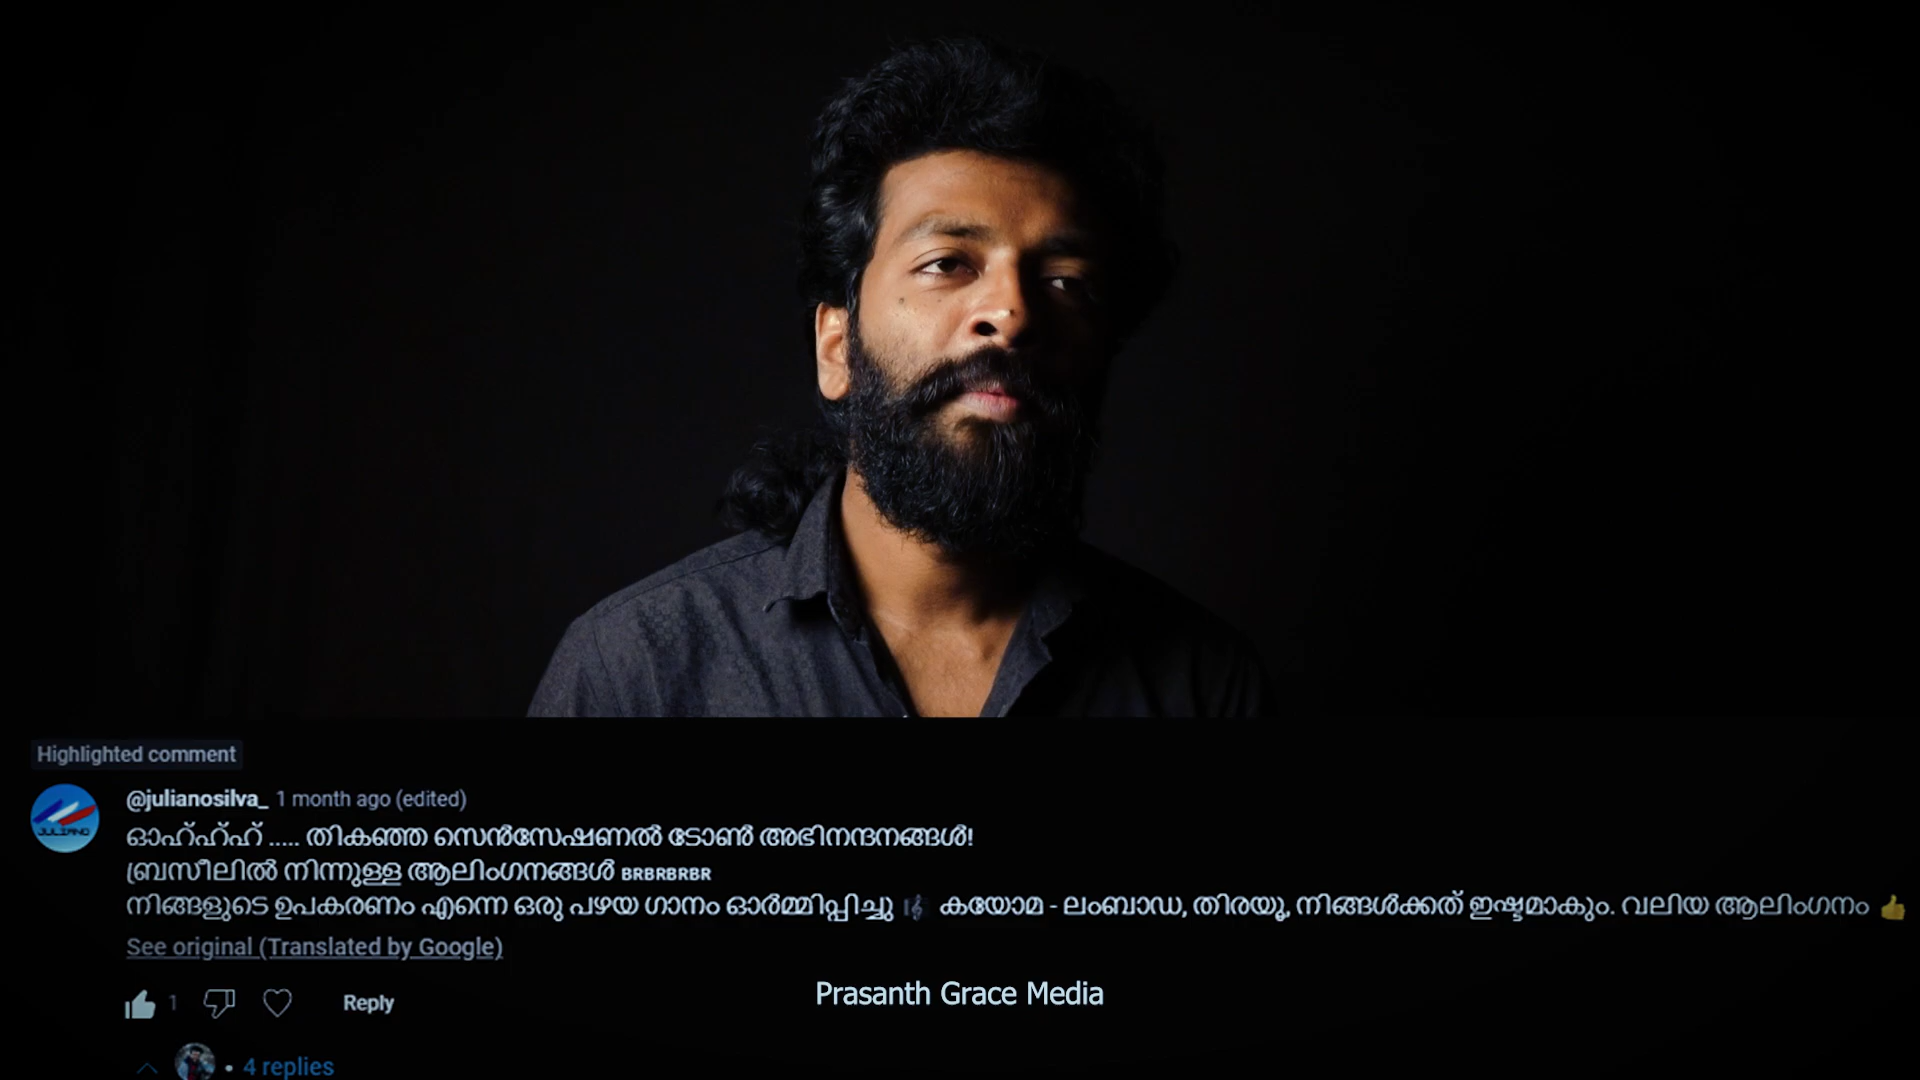 Highlighted comment
@julianosilva_ 1 month ago (edited)
JULIANO
ഓഹ്ഹ്ഹ് ..... തികഞ്ഞ സെൻസേഷണൽ ടോൺ അഭിനന്ദനങ്ങൾ!
ബ്രസീലിൽ നിന്നുള്ള ആലിംഗനങ്ങൾ BRBRBRBR
നിങ്ങളുടെ ഉപകരണം എന്നെ ഒരു പഴയ ഗാനം ഓർമ്മിപ്പിച്ചു 🎼 കയോമ - ലംബാഡ, തിരയൂ, നിങ്ങൾക്കത് ഇഷ്ടമാകും. വലിയ ആലിംഗനം 👍
See original (Translated by Google)
1 Reply
Prasanth Grace Media
4 replies